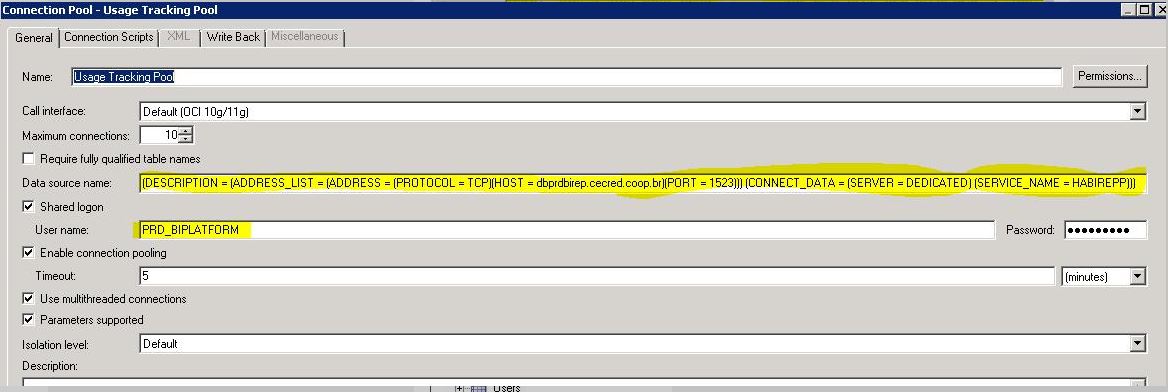 Connection Pool - Usage Tracking Pool
General Connection Scripts XML Write Back Miscellaneous
Name: Usage Tracking Pool Permissions...
Call interface: Default (OCI 10g/11g)
Maximum connections: 10
Require fully qualified table names
Data source name: (DESCRIPTION = (ADDRESS_LIST = (ADDRESS = (PROTOCOL = TCP)(HOST = dbprdbirep.cecred.coop.br)(PORT = 1523))) (CONNECT_DATA = (SERVER = DEDICATED) (SERVICE_NAME = HABIREPP)))
Shared logon
User name: PRD_BIPLATFORM Password: ●●●●●●●●●
Enable connection pooling
Timeout: 5 (minutes)
Use multithreaded connections
Parameters supported
Isolation level: Default
Description:
Users